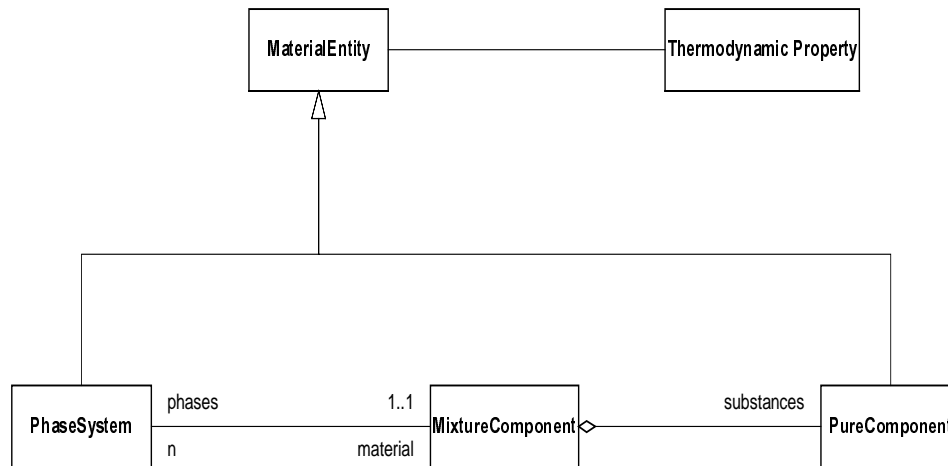 MaterialEntity
Thermodynamic Property
phases
1..1
substances
PhaseSystem
MixtureComponent
PureComponent
n
material